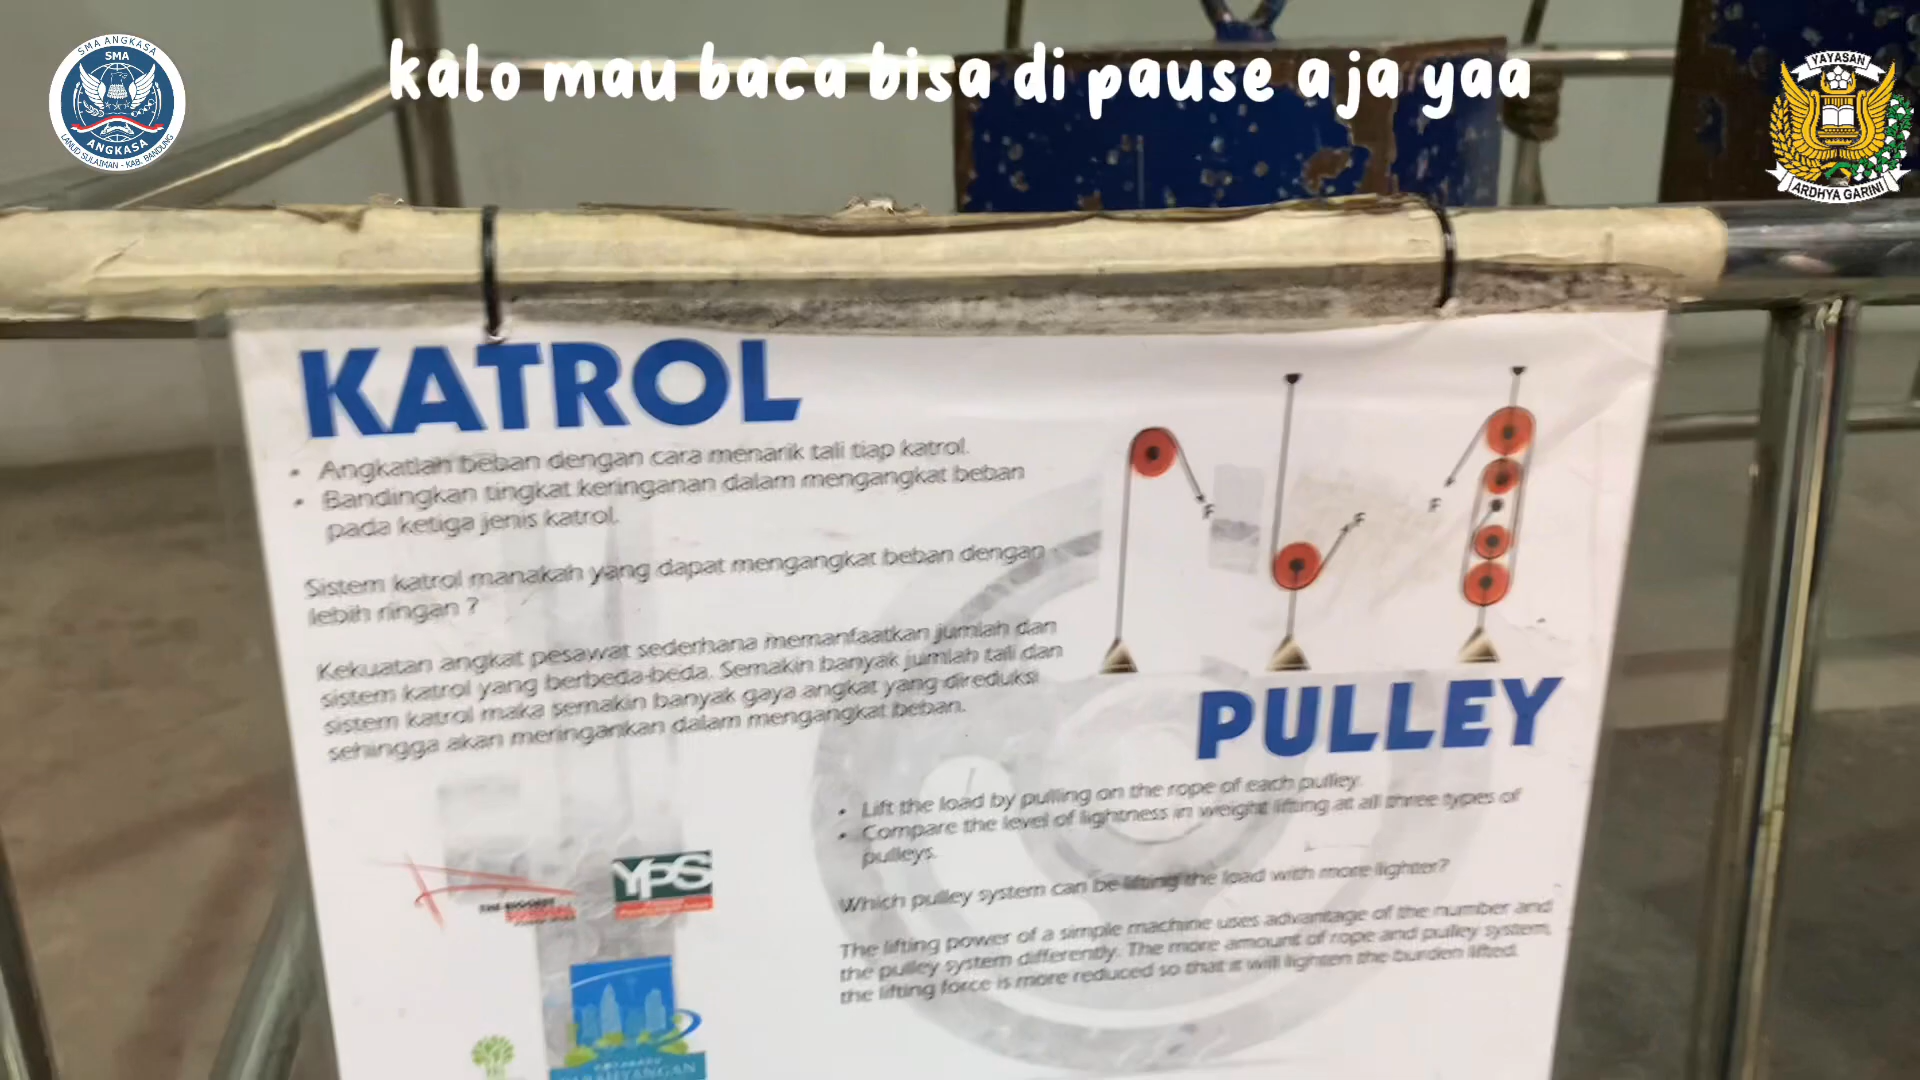 SMA ANGKASA
SMA
ANGKASA
LANUD SULAIMAN - KAB. BANDUNG
kalo mau baca bisa di pause aja yaa
YAYASAN
ARDHYA GARINI
KATROL
• Angkatlah beban dengan cara menarik tali tiap katrol.
• Bandingkan tingkat keringanan dalam mengangkat beban
pada ketiga jenis katrol.
Sistem katrol manakah yang dapat mengangkat beban dengan
lebih ringan ?
Kekuatan angkat pesawat sederhana memanfaatkan jumlah dan
sistem katrol yang berbeda-beda. Semakin banyak jumlah tali dan
sistem katrol maka semakin banyak gaya angkat yang direduksi
sehingga akan meringankan dalam mengangkat beban.
F
F
F
PULLEY
• Lift the load by pulling on the rope of each pulley.
• Compare the level of lightness in weight lifting at all three types of
pulleys.
Which pulley system can be lifting the load with more lighter?
The lifting power of a simple machine uses advantage of the number and
the pulley system differently. The more amount of rope and pulley system,
the lifting force is more reduced so that it will lighten the burden lifted.
YPS
PARAHYANGAN